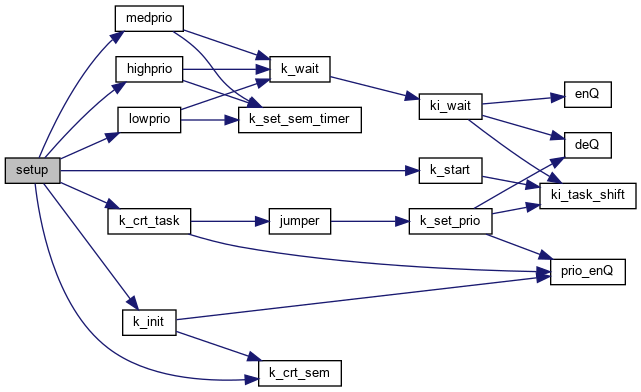 medprio
highprio
lowprio
setup
k_crt_task
k_init
k_wait
k_set_sem_timer
jumper
k_crt_sem
ki_wait
k_start
k_set_prio
enQ
deQ
ki_task_shift
prio_enQ